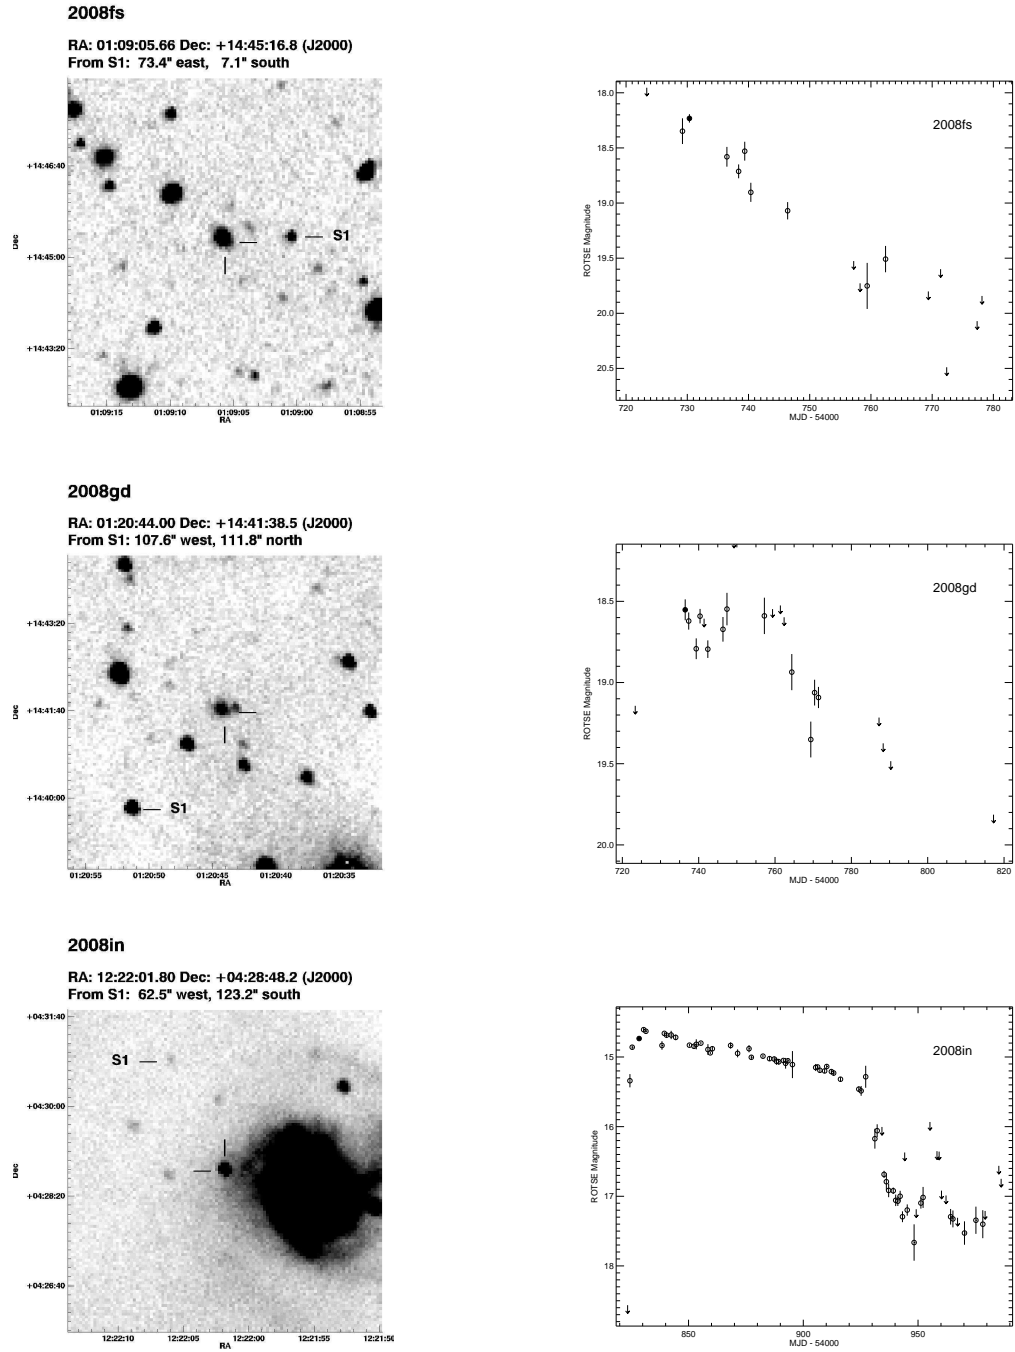 2008fs
RA: 01:09:05.66 Dec: +14:45:16.8 (J2000)
From S1: 73.4" east, 7.1" south
+14:46:40
+14:45:00
+14:43:20
Dec
S1
01:09:15 01:09:10 01:09:05 01:09:00 01:08:55
RA
2008fs
18.0
18.5
19.0
19.5
20.0
20.5
ROTSE Magnitude
720 730 740 750 760 770 780
MJD - 54000
2008gd
RA: 01:20:44.00 Dec: +14:41:38.5 (J2000)
From S1: 107.6" west, 111.8" north
+14:43:20
+14:41:40
+14:40:00
Dec
S1
01:20:55 01:20:50 01:20:45 01:20:40 01:20:35
RA
2008gd
18.5
19.0
19.5
20.0
ROTSE Magnitude
720 740 760 780 800 820
MJD - 54000
2008in
RA: 12:22:01.80 Dec: +04:28:48.2 (J2000)
From S1: 62.5" west, 123.2" south
+04:31:40
+04:30:00
+04:28:20
+04:26:40
Dec
S1
12:22:10 12:22:05 12:22:00 12:21:55 12:21:50
RA
2008in
15
16
17
18
ROTSE Magnitude
850 900 950
MJD - 54000